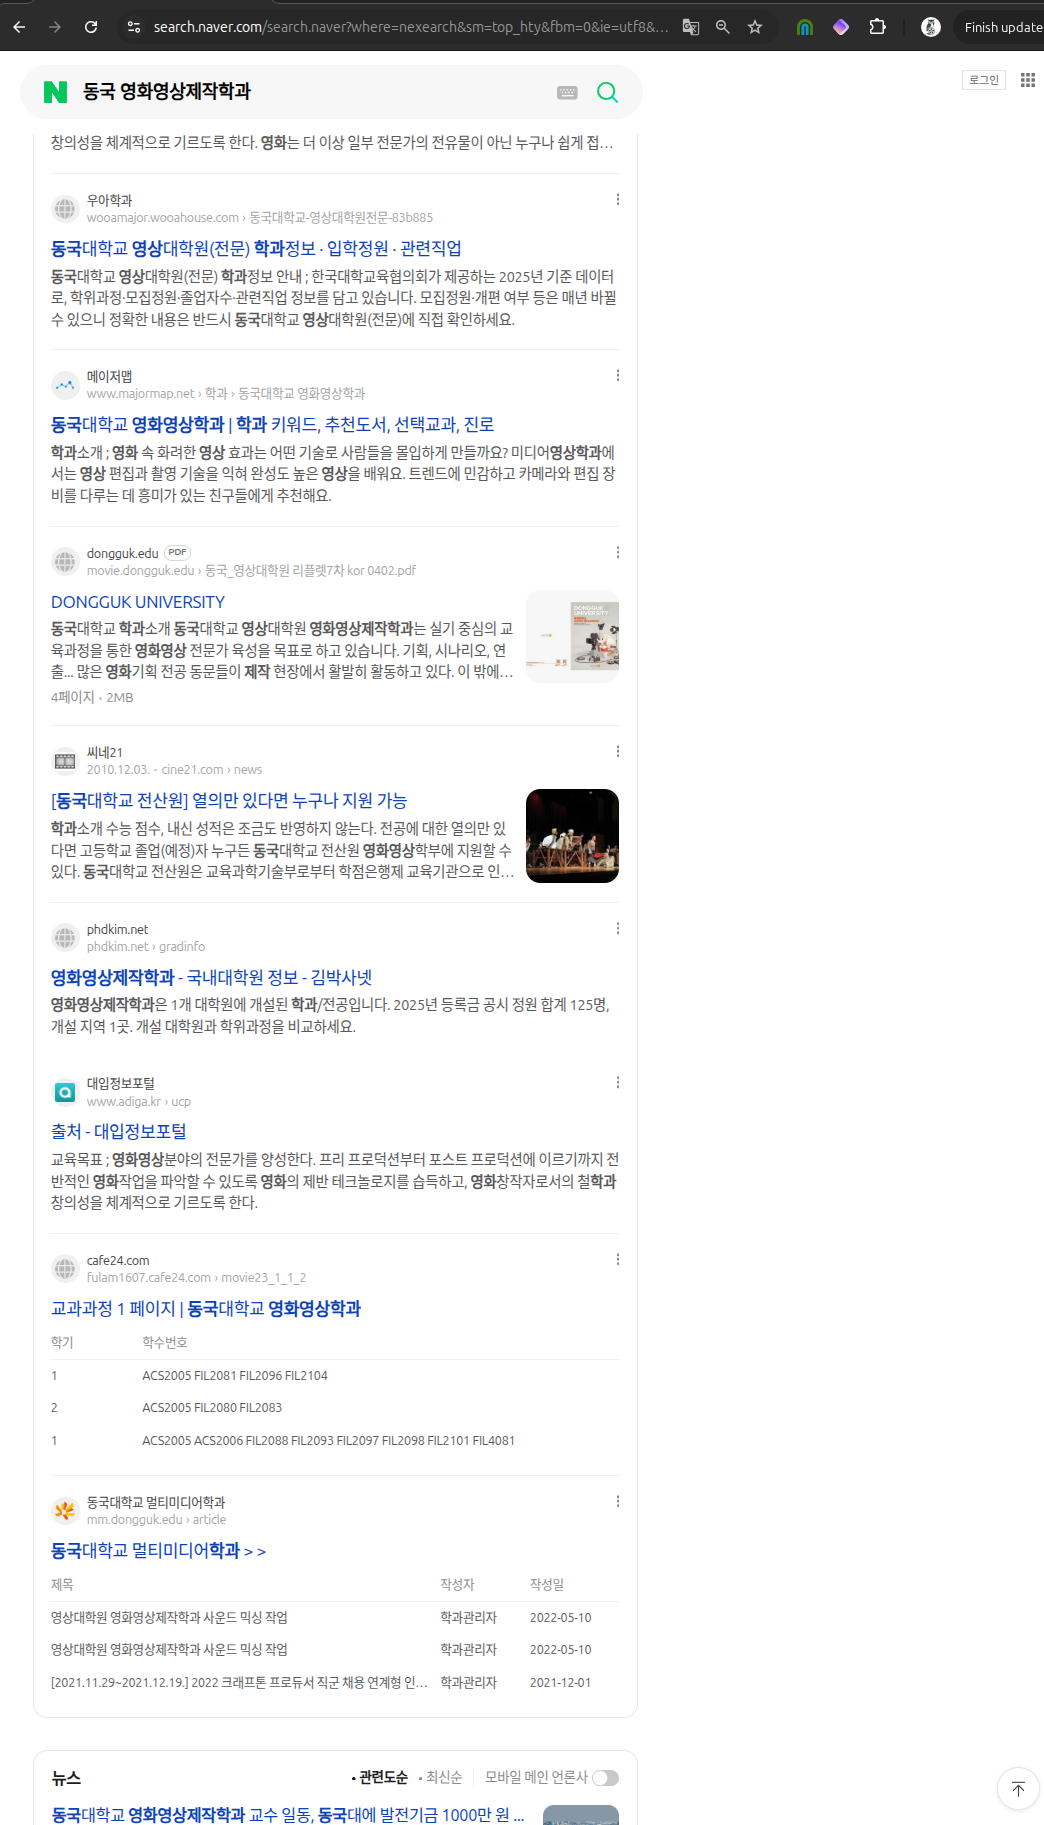 search.naver.com/search.naver?where=nexearch&sm=top_hty&fbm=0&ie=utf8&...
Finish update
동국 영화영상제작학과
로그인
창의성을 체계적으로 기르도록 한다. 영화는 더 이상 일부 전문가의 전유물이 아닌 누구나 쉽게 접...
우아학과
wooamajor.wooahouse.com › 동국대학교-영상대학원전문-83b885
동국대학교 영상대학원(전문) 학과정보 · 입학정원 · 관련직업
동국대학교 영상대학원(전문) 학과정보 안내 ; 한국대학교육협의회가 제공하는 2025년 기준 데이터
로, 학위과정·모집정원·졸업자수·관련직업 정보를 담고 있습니다. 모집정원·개편 여부 등은 매년 바뀔
수 있으니 정확한 내용은 반드시 동국대학교 영상대학원(전문)에 직접 확인하세요.
메이저맵
www.majormap.net › 학과 › 동국대학교 영화영상학과
동국대학교 영화영상학과 | 학과 키워드, 추천도서, 선택교과, 진로
학과소개 ; 영화 속 화려한 영상 효과는 어떤 기술로 사람들을 몰입하게 만들까요? 미디어영상학과에
서는 영상 편집과 촬영 기술을 익혀 완성도 높은 영상을 배워요. 트렌드에 민감하고 카메라와 편집 장
비를 다루는 데 흥미가 있는 친구들에게 추천해요.
dongguk.edu PDF
movie.dongguk.edu › 동국_영상대학원 리플렛7차 kor 0402.pdf
DONGGUK UNIVERSITY
동국대학교 학과소개 동국대학교 영상대학원 영화영상제작학과는 실기 중심의 교
육과정을 통한 영화영상 전문가 육성을 목표로 하고 있습니다. 기획, 시나리오, 연
출... 많은 영화기획 전공 동문들이 제작 현장에서 활발히 활동하고 있다. 이 밖에...
4페이지 · 2MB
DONGGUK
UNIVERSITY
씨네21
2010.12.03. - cine21.com › news
[동국대학교 전산원] 열의만 있다면 누구나 지원 가능
학과소개 수능 점수, 내신 성적은 조금도 반영하지 않는다. 전공에 대한 열의만 있
다면 고등학교 졸업(예정)자 누구든 동국대학교 전산원 영화영상학부에 지원할 수
있다. 동국대학교 전산원은 교육과학기술부로부터 학점은행제 교육기관으로 인...
phdkim.net
phdkim.net › gradinfo
영화영상제작학과 - 국내대학원 정보 - 김박사넷
영화영상제작학과은 1개 대학원에 개설된 학과/전공입니다. 2025년 등록금 공시 정원 합계 125명,
개설 지역 1곳. 개설 대학원과 학위과정을 비교하세요.
대입정보포털
www.adiga.kr › ucp
출처 - 대입정보포털
교육목표 ; 영화영상분야의 전문가를 양성한다. 프리 프로덕션부터 포스트 프로덕션에 이르기까지 전
반적인 영화작업을 파악할 수 있도록 영화의 제반 테크놀로지를 습득하고, 영화창작자로서의 철학과
창의성을 체계적으로 기르도록 한다.
cafe24.com
fulam1607.cafe24.com › movie23_1_1_2
교과과정 1 페이지 | 동국대학교 영화영상학과
학기 학수번호
1 ACS2005 FIL2081 FIL2096 FIL2104
2 ACS2005 FIL2080 FIL2083
1 ACS2005 ACS2006 FIL2088 FIL2093 FIL2097 FIL2098 FIL2101 FIL4081
동국대학교 멀티미디어학과
mm.dongguk.edu › article
동국대학교 멀티미디어학과 > >
제목 작성자 작성일
영상대학원 영화영상제작학과 사운드 믹싱 작업 학과관리자 2022-05-10
영상대학원 영화영상제작학과 사운드 믹싱 작업 학과관리자 2022-05-10
[2021.11.29~2021.12.19.] 2022 크래프톤 프로듀서 직군 채용 연계형 인... 학과관리자 2021-12-01
뉴스 • 관련도순 • 최신순 모바일 메인 언론사
동국대학교 영화영상제작학과 교수 일동, 동국대에 발전기금 1000만 원 ...